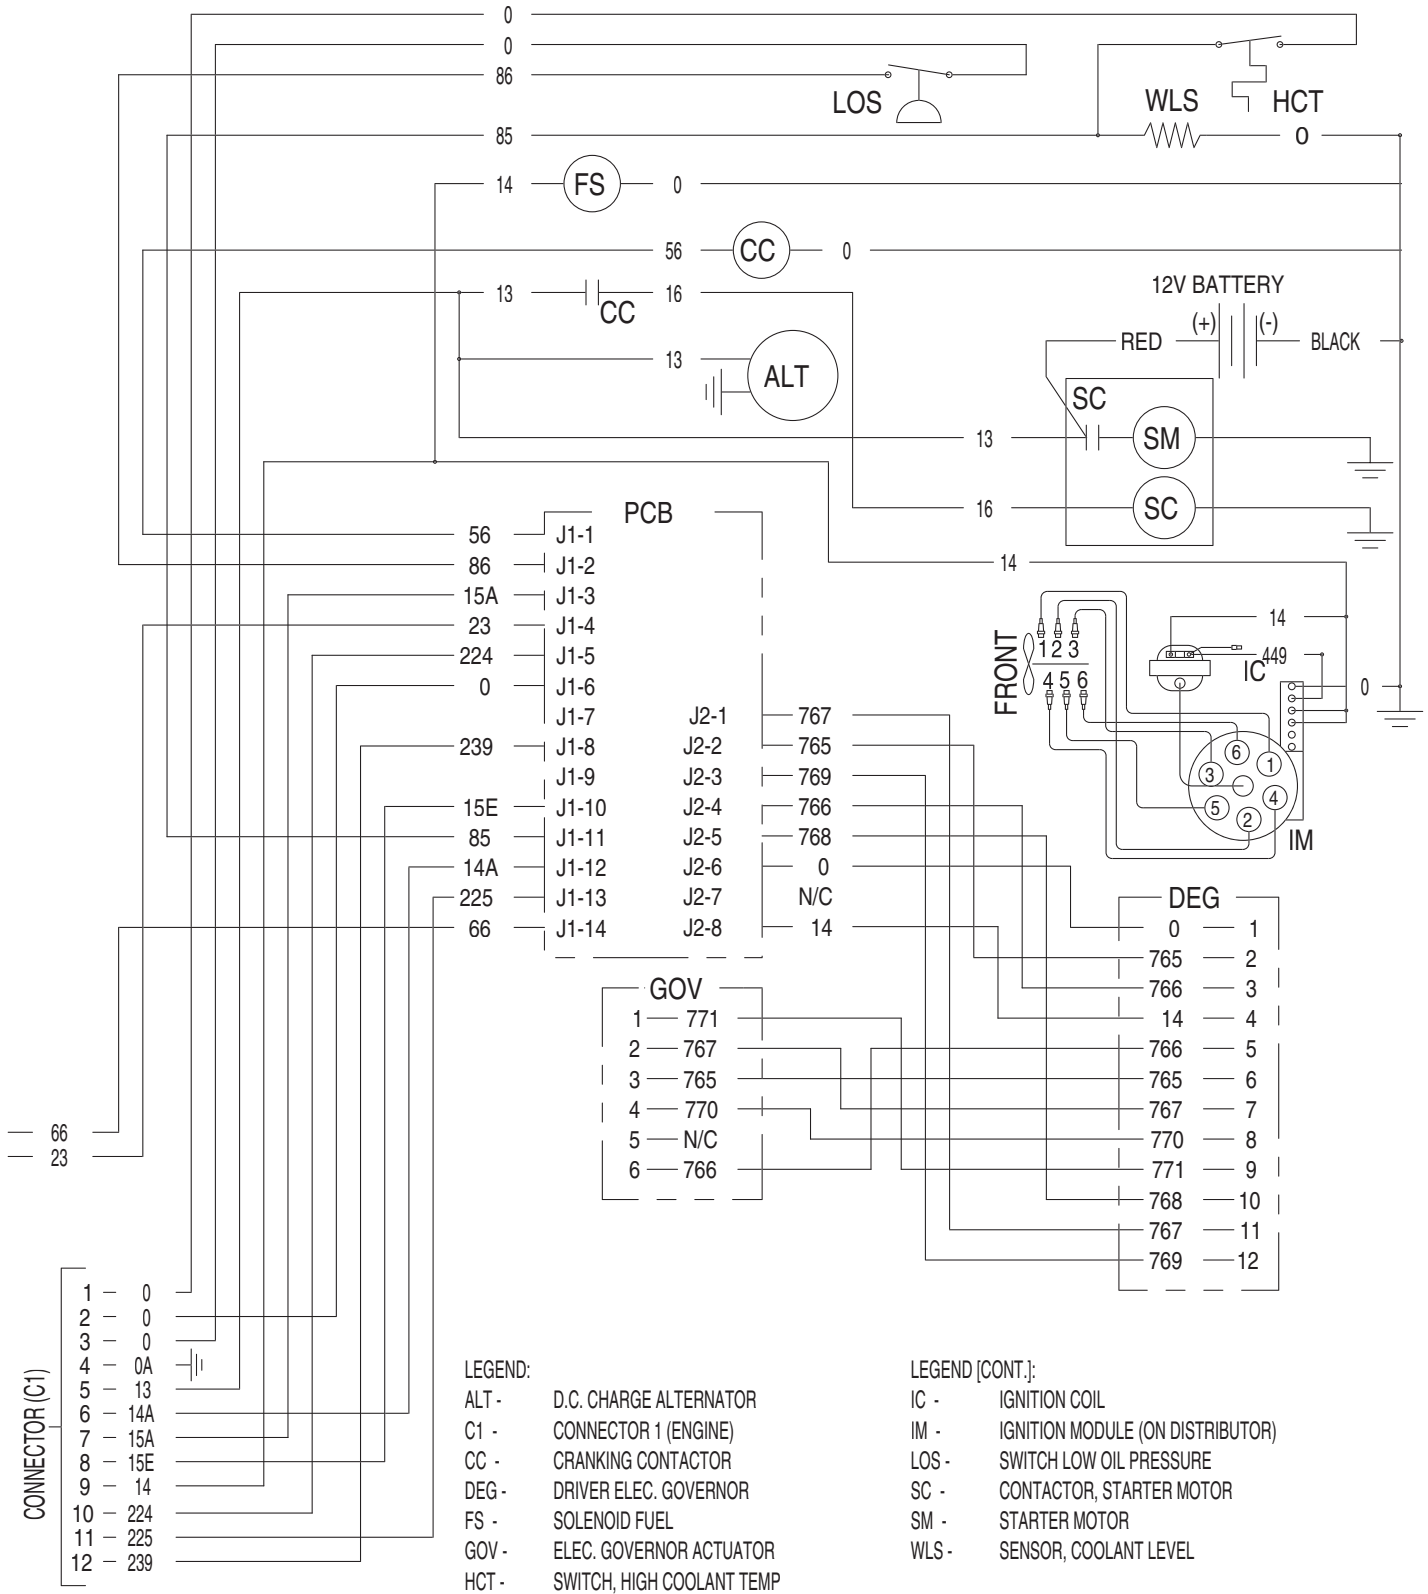 0
0
86
LOS
WLS
HCT
85
0
14
FS
0
56
CC
0
12V BATTERY
13
CC
16
(+)
(-)
RED
BLACK
13
ALT
SC
13
SM
16
SC
PCB
56
J1-1
86
J1-2
14
15A
J1-3
23
J1-4
14
224
J1-5
FRONT
1 2 3
449
IC
0
J1-6
4 5 6
0
J1-7
J2-1
767
239
J1-8
J2-2
765
6
1
J1-9
J2-3
769
3
15E
J1-10
J2-4
766
5
4
2
85
J1-11
J2-5
768
IM
14A
J1-12
J2-6
0
225
J1-13
J2-7
N/C
DEG
66
J1-14
J2-8
14
0
1
765
2
GOV
766
3
1
771
14
4
2
767
766
5
3
765
765
6
4
770
767
7
66
5
N/C
770
8
23
6
766
771
9
768
10
767
11
769
12
CONNECTOR (C1)
1
0
2
0
3
0
4
0A
5
13
6
14A
7
15A
8
15E
9
14
10
224
11
225
12
239
LEGEND:
ALT - D.C. CHARGE ALTERNATOR
C1 - CONNECTOR 1 (ENGINE)
CC - CRANKING CONTACTOR
DEG - DRIVER ELEC. GOVERNOR
FS - SOLENOID FUEL
GOV - ELEC. GOVERNOR ACTUATOR
HCT - SWITCH, HIGH COOLANT TEMP
LEGEND [CONT.]:
IC - IGNITION COIL
IM - IGNITION MODULE (ON DISTRIBUTOR)
LOS - SWITCH LOW OIL PRESSURE
SC - CONTACTOR, STARTER MOTOR
SM - STARTER MOTOR
WLS - SENSOR, COOLANT LEVEL